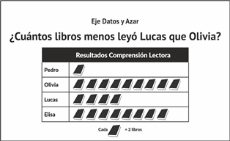 Eje Datos y Azar
¿Cuántos libros menos leyó Lucas que Olivia?
Resultados Comprensión Lectora
Pedro
Olivia
Lucas
Elisa
Cada = 2 libros